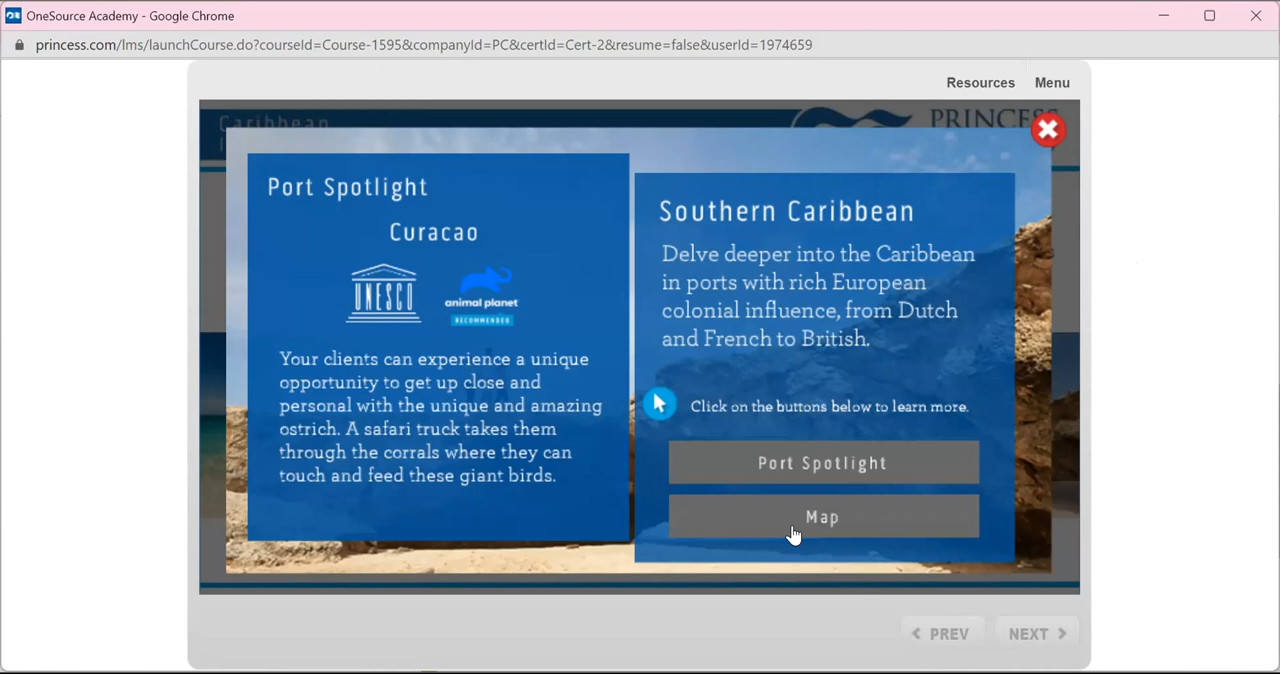 OneSource Academy - Google Chrome
princess.com/lms/launchCourse.do?courseId=Course-1595&companyId=PC&certId=Cert-2&resume=false&userId=1974659
Resources Menu
Caribbean
PRINCESS
Port Spotlight
Curacao
UNESCO
animal planet
RECOMMENDED
Your clients can experience a unique
opportunity to get up close and
personal with the unique and amazing
ostrich. A safari truck takes them
through the corrals where they can
touch and feed these giant birds.
Southern Caribbean
Delve deeper into the Caribbean
in ports with rich European
colonial influence, from Dutch
and French to British.
Click on the buttons below to learn more.
Port Spotlight
Map
PREV NEXT